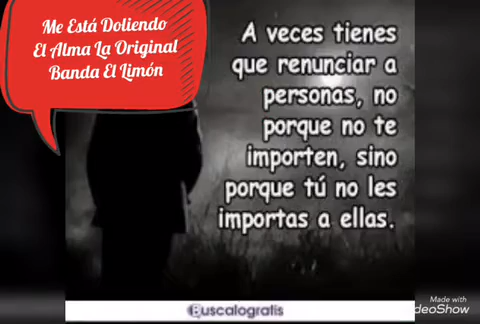 Me Está Doliendo
El Alma La Original
Banda El Limón
A veces tienes
que renunciar a
personas, no
porque no te
importen, sino
porque tú no les
importas a ellas.
Buscalogratis
Made with
deoShow